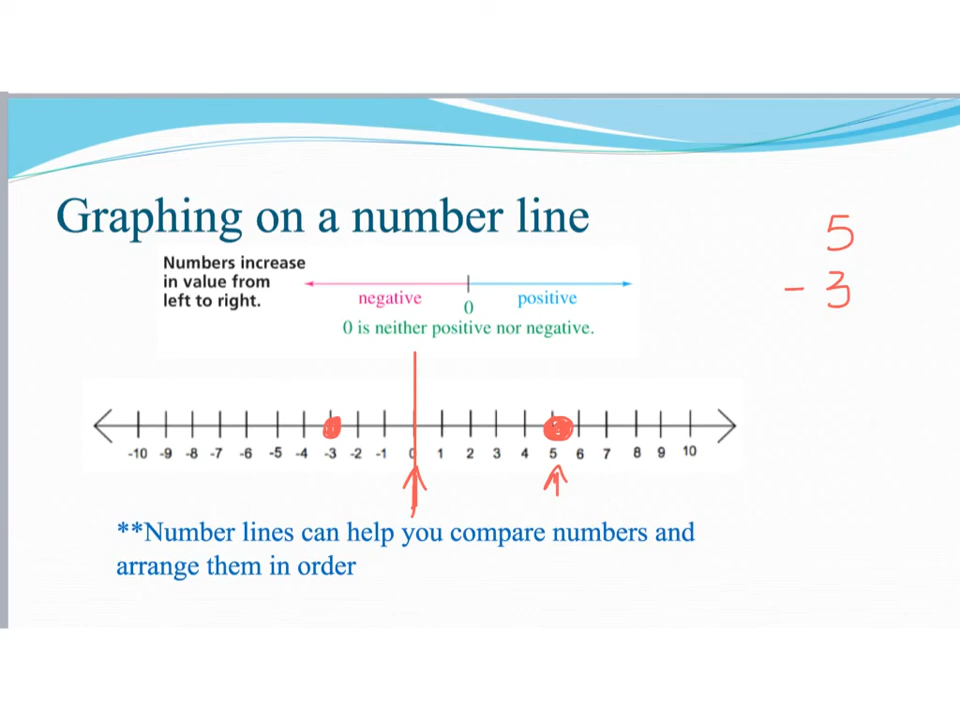 Graphing on a number line
5
- 3
Numbers increase
in value from
left to right.
negative
0
positive
0 is neither positive nor negative.
-10 -9 -8 -7 -6 -5 -4 -3 -2 -1 0 1 2 3 4 5 6 7 8 9 10
**Number lines can help you compare numbers and
arrange them in order